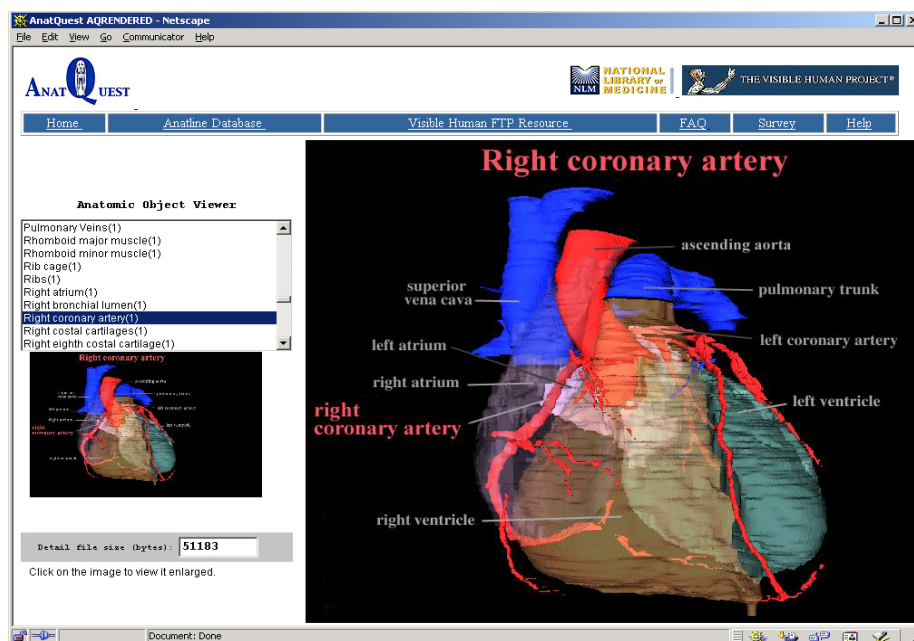 AnatQuest AQRENDERED - Netscape
File Edit View Go Communicator Help
ANATQUEST
NLM NATIONAL LIBRARY OF MEDICINE
THE VISIBLE HUMAN PROJECT®
Home Anatline Database Visible Human FTP Resource FAQ Survey Help
Anatomic Object Viewer
Pulmonary Veins(1)
Rhomboid major muscle(1)
Rhomboid minor muscle(1)
Rib cage(1)
Ribs(1)
Right atrium(1)
Right bronchial lumen(1)
Right coronary artery(1)
Right costal cartilages(1)
Right eighth costal cartilage(1)
Right coronary artery
right
coronary artery
Detail file size (bytes): 51183
Click on the image to view it enlarged.
Right coronary artery
ascending aorta
superior
vena cava
pulmonary trunk
left atrium
left coronary artery
right atrium
left ventricle
right
coronary artery
right ventricle
Document: Done